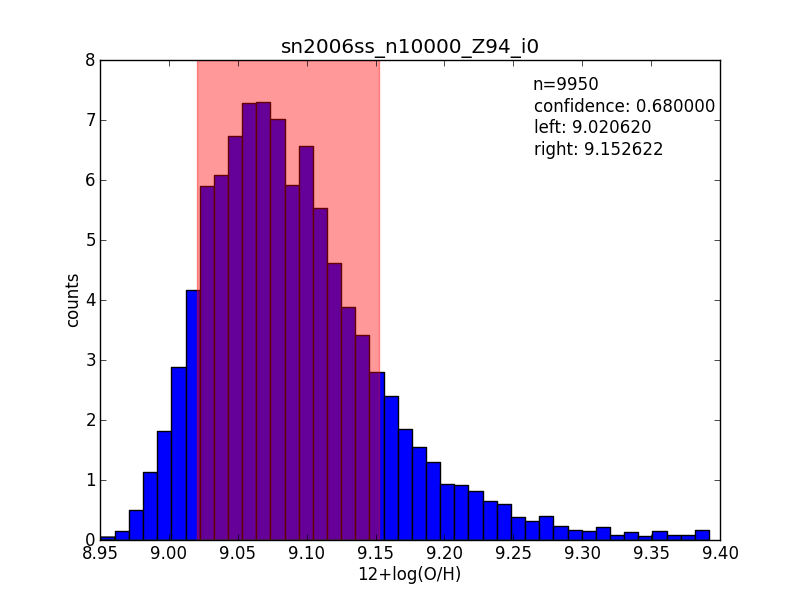 sn2006ss_n10000_Z94_i0
n=9950
confidence: 0.680000
left: 9.020620
right: 9.152622
8
7
6
5
4
3
2
1
0
counts
8.95 9.00 9.05 9.10 9.15 9.20 9.25 9.30 9.35 9.40
12+log(O/H)